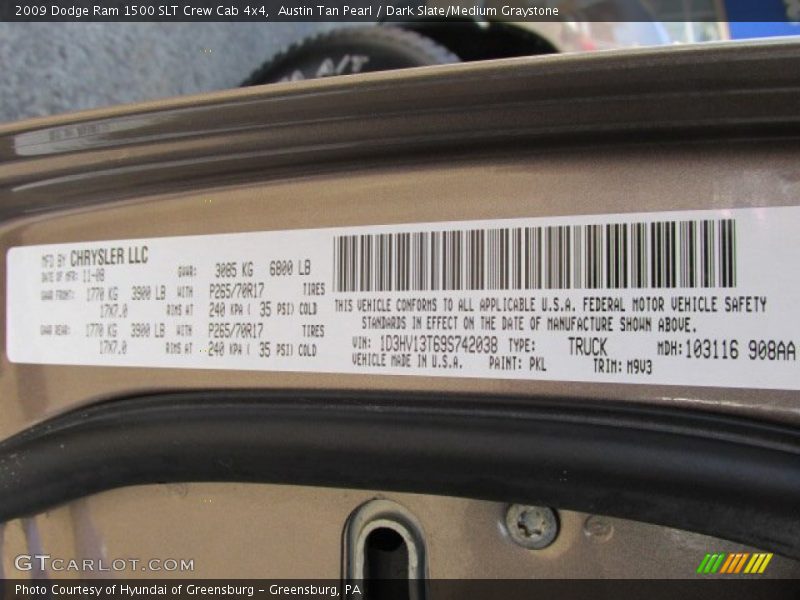 2009 Dodge Ram 1500 SLT Crew Cab 4x4,  Austin Tan Pearl / Dark Slate/Medium Graystone
A/T
MFD BY CHRYSLER LLC
DATE OF MFR: 11-08 GVWR: 3085 KG 6800 LB
GAWR FRONT: 1770 KG 3900 LB WITH P265/70R17 TIRES
17X7.0 RIMS AT 240 KPA ( 35 PSI) COLD
GAWR REAR: 1770 KG 3900 LB WITH P265/70R17 TIRES
17X7.0 RIMS AT 240 KPA ( 35 PSI) COLD
THIS VEHICLE CONFORMS TO ALL APPLICABLE U.S.A. FEDERAL MOTOR VEHICLE SAFETY
STANDARDS IN EFFECT ON THE DATE OF MANUFACTURE SHOWN ABOVE.
VIN: 1D3HV13T69S742038 TYPE: TRUCK MDH: 103116 908AA
VEHICLE MADE IN U.S.A. PAINT: PKL TRIM: M9V3
GTCARLOT.COM
Photo Courtesy of Hyundai of Greensburg – Greensburg, PA